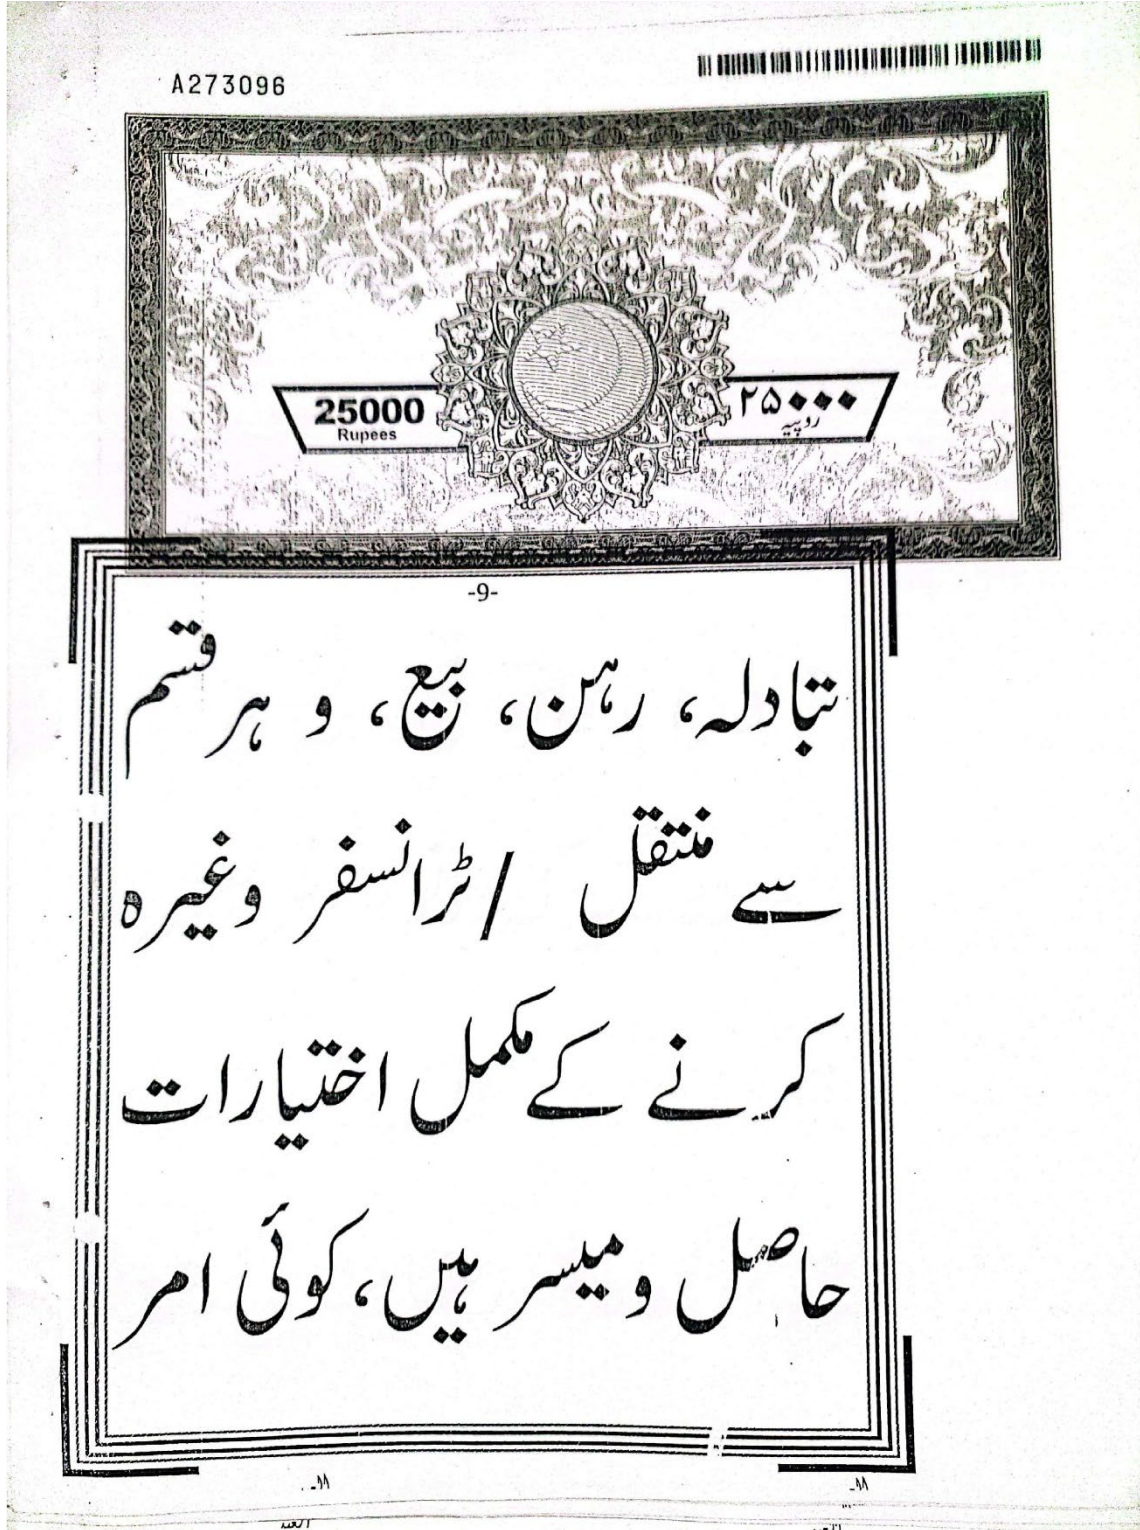 A273096
25000
Rupees
۲۵۰۰۰
روپیہ
-9-
تبادلہ، رہن، بیع، و ہر قسم
سے منتقل / ٹرانسفر وغیرہ
کرنے کے مکمل اختیارات
حاصل و میسر ہیں، کوئی امر
العبد